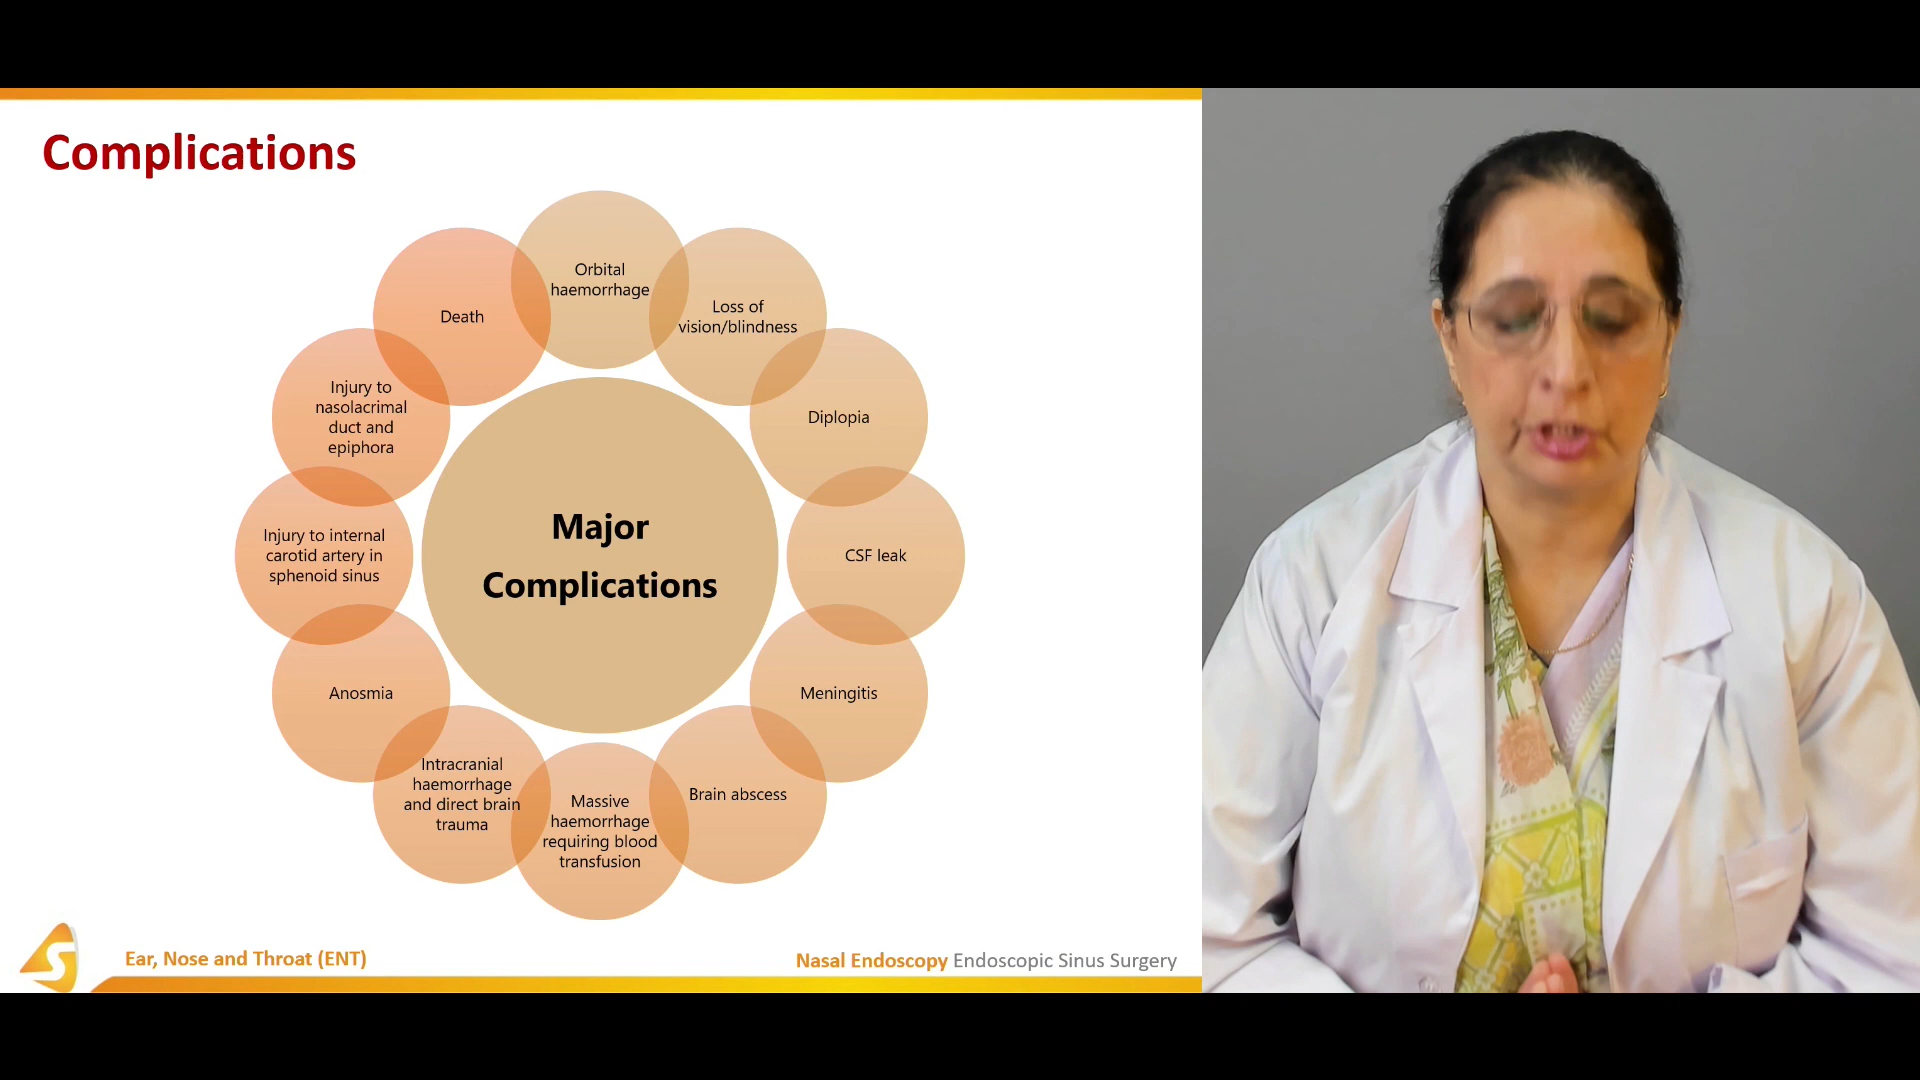 Complications
Orbital
haemorrhage
Loss of
vision/blindness
Diplopia
CSF leak
Meningitis
Brain abscess
Massive
haemorrhage
requiring blood
transfusion
Intracranial
haemorrhage
and direct brain
trauma
Anosmia
Injury to internal
carotid artery in
sphenoid sinus
Injury to
nasolacrimal
duct and
epiphora
Death
Major
Complications
S
Ear, Nose and Throat (ENT)
Nasal Endoscopy Endoscopic Sinus Surgery